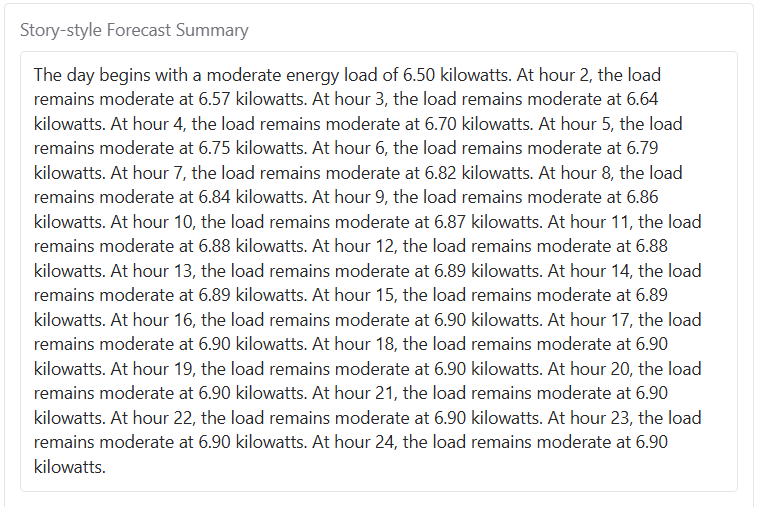 Story-style Forecast Summary
The day begins with a moderate energy load of 6.50 kilowatts. At hour 2, the load
remains moderate at 6.57 kilowatts. At hour 3, the load remains moderate at 6.64
kilowatts. At hour 4, the load remains moderate at 6.70 kilowatts. At hour 5, the load
remains moderate at 6.75 kilowatts. At hour 6, the load remains moderate at 6.79
kilowatts. At hour 7, the load remains moderate at 6.82 kilowatts. At hour 8, the load
remains moderate at 6.84 kilowatts. At hour 9, the load remains moderate at 6.86
kilowatts. At hour 10, the load remains moderate at 6.87 kilowatts. At hour 11, the load
remains moderate at 6.88 kilowatts. At hour 12, the load remains moderate at 6.88
kilowatts. At hour 13, the load remains moderate at 6.89 kilowatts. At hour 14, the load
remains moderate at 6.89 kilowatts. At hour 15, the load remains moderate at 6.89
kilowatts. At hour 16, the load remains moderate at 6.90 kilowatts. At hour 17, the load
remains moderate at 6.90 kilowatts. At hour 18, the load remains moderate at 6.90
kilowatts. At hour 19, the load remains moderate at 6.90 kilowatts. At hour 20, the load
remains moderate at 6.90 kilowatts. At hour 21, the load remains moderate at 6.90
kilowatts. At hour 22, the load remains moderate at 6.90 kilowatts. At hour 23, the load
remains moderate at 6.90 kilowatts. At hour 24, the load remains moderate at 6.90
kilowatts.